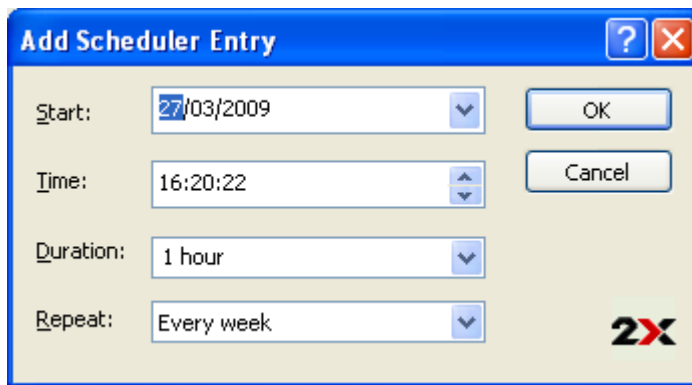 Add Scheduler Entry
?
Start: 27/03/2009 OK
Time: 16:20:22 Cancel
Duration: 1 hour
Repeat: Every week
2X